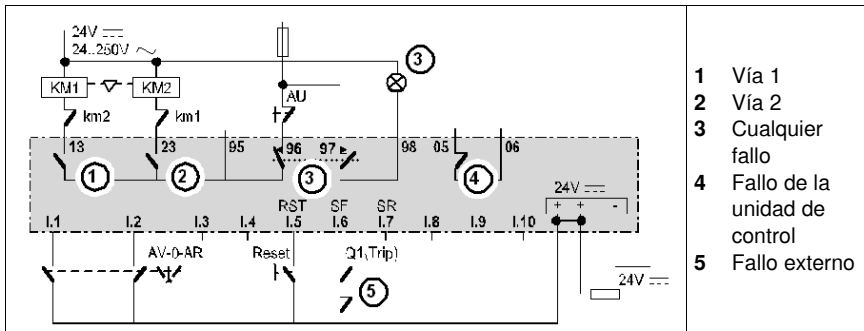 24V
24..250V
KM1
KM2
3
AU
km2
km1
13
23
95
96
97
98
05
06
1
2
3
4
24V
+ + -
RST SF SR
I.1 I.2 I.3 I.4 I.5 I.6 I.7 I.8 I.9 I.10
AV-0-AR
Reset
Q1(Trip)
5
24V
1 Vía 1
2 Vía 2
3 Cualquier
fallo
4 Fallo de la
unidad de
control
5 Fallo externo